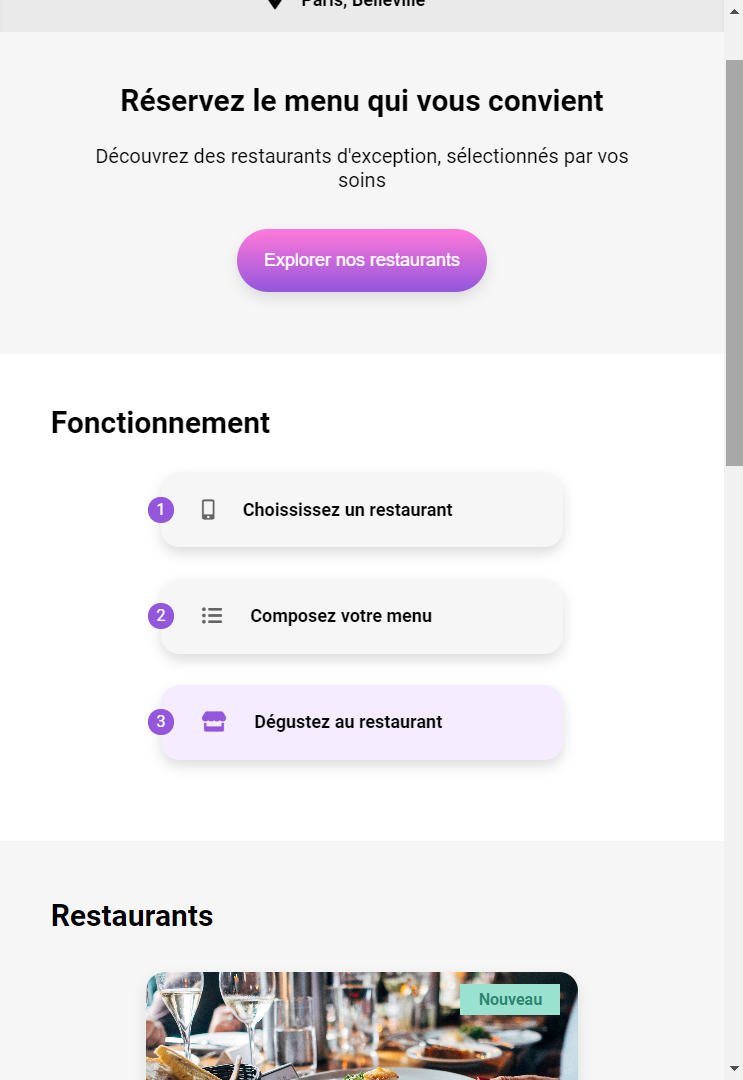 Paris, Belleville
Réservez le menu qui vous convient
Découvrez des restaurants d'exception, sélectionnés par vos
soins
Explorer nos restaurants
Fonctionnement
1 Choississez un restaurant
2 Composez votre menu
3 Dégustez au restaurant
Restaurants
Nouveau